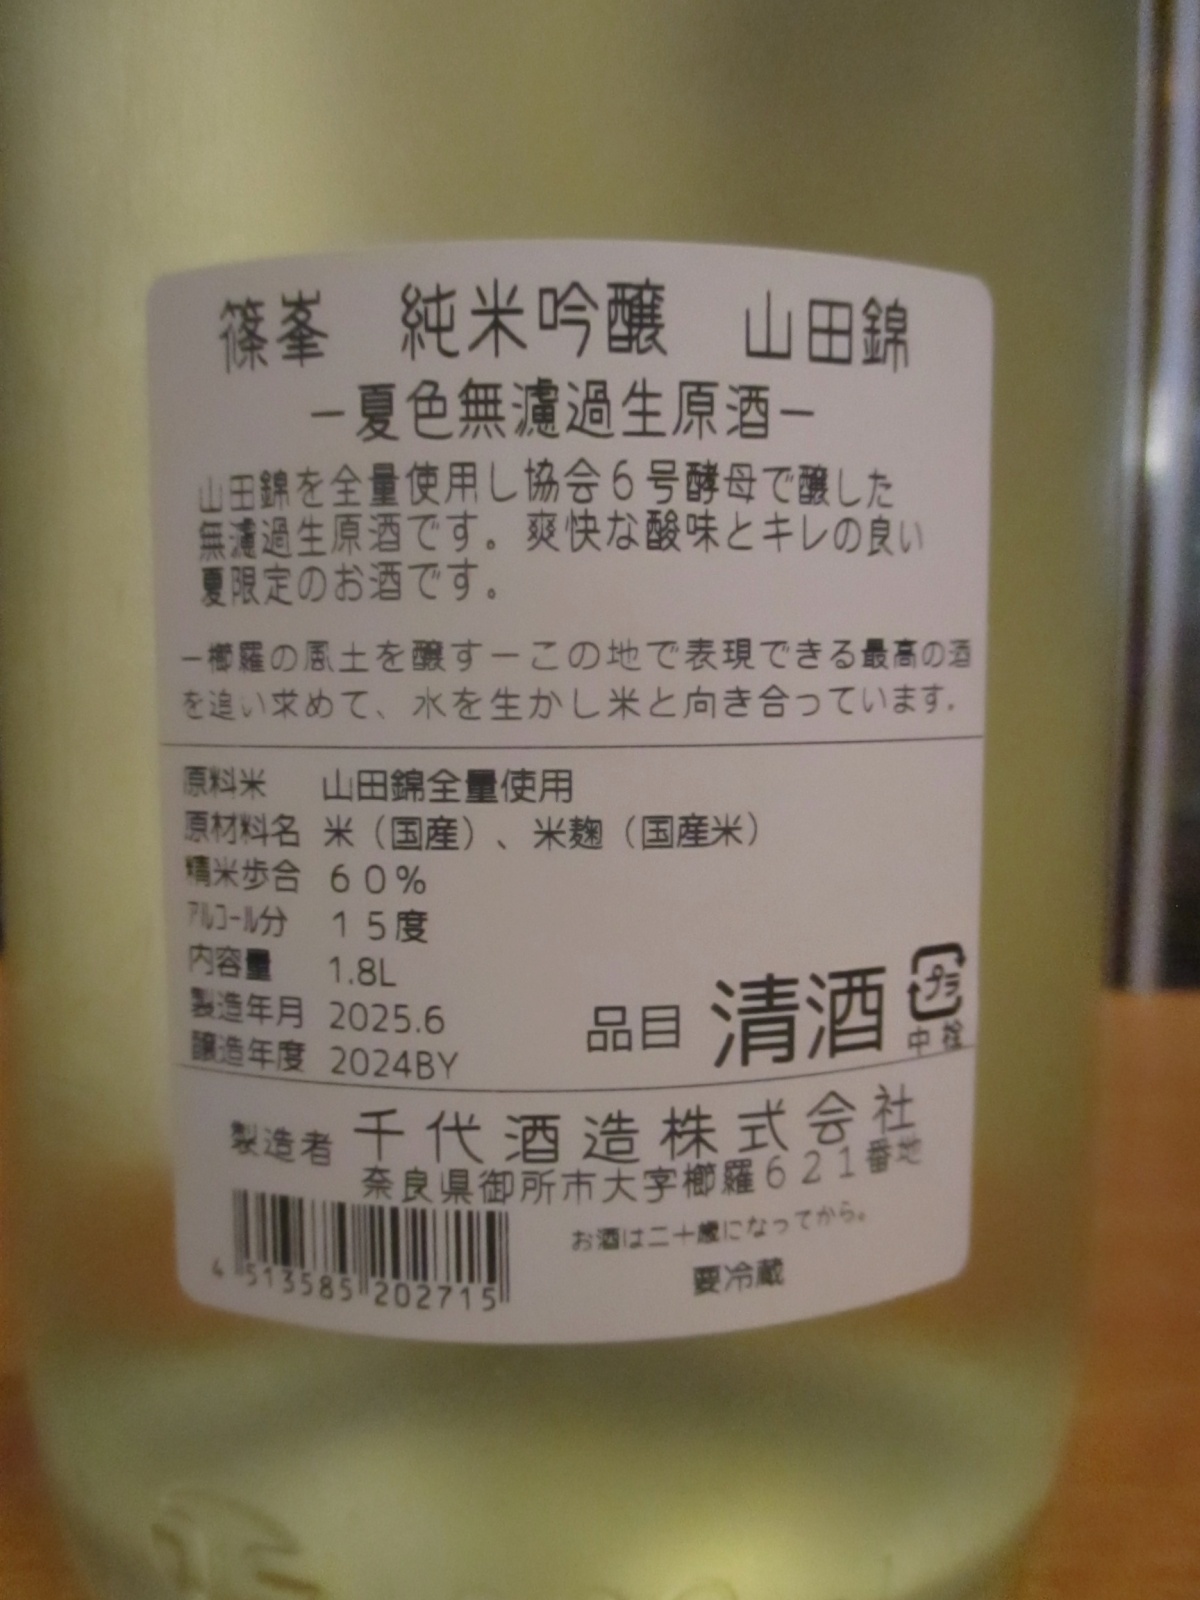 篠峯 純米吟醸 山田錦
ー夏色無濾過生原酒ー
山田錦を全量使用し協会6号酵母で醸した
無濾過生原酒です。爽快な酸味とキレの良い
夏限定のお酒です。
ー櫛羅の風土を醸すーこの地で表現できる最高の酒
を追い求めて、水を生かし米と向き合っています。
原料米 山田錦全量使用
原材料名 米（国産）、米麹（国産米）
精米歩合 60%
アルコール分 15度
内容量 1.8L
製造年月 2025.6
醸造年度 2024BY
品目 清酒
プラ
中栓
製造者 千代酒造株式会社
奈良県御所市大字櫛羅621番地
お酒は二十歳になってから。
要冷蔵
4 513585 202715